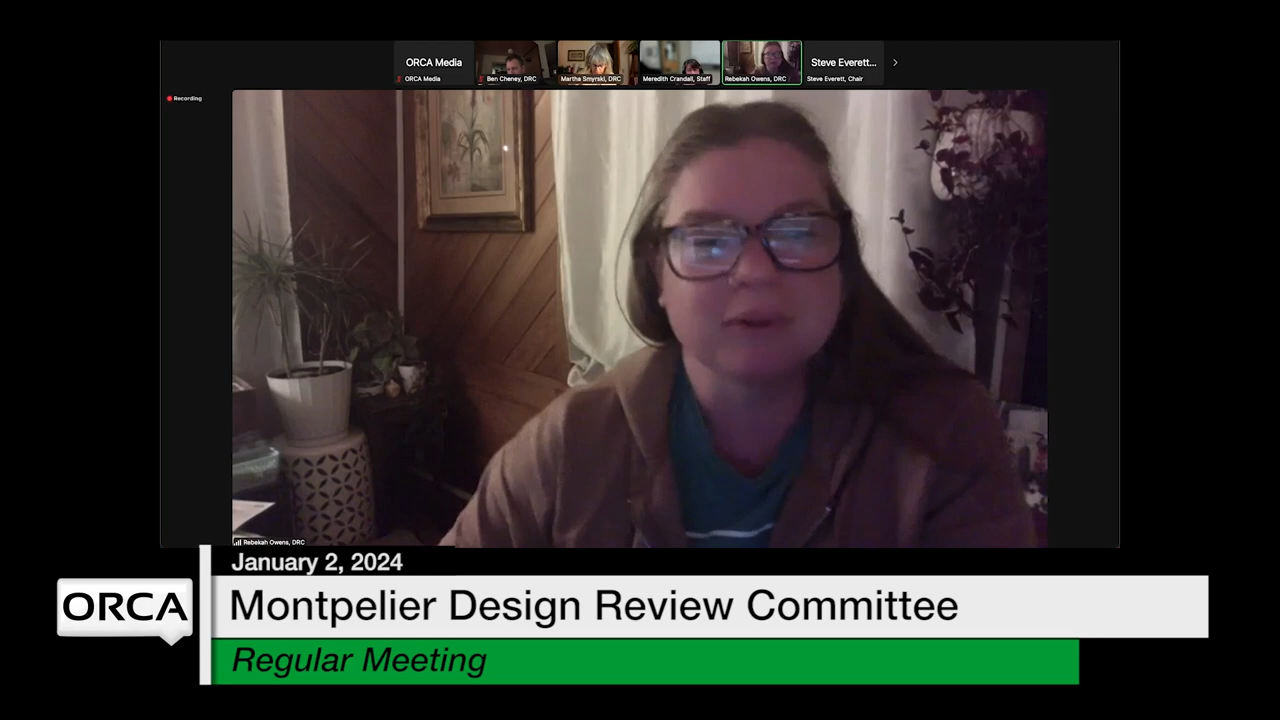 ORCA Media
Steve Everett...
ORCA Media
Ben Cheney, DRC
Martha Smyrski, DRC
Meredith Crandall, Staff
Rebekah Owens, DRC
Steve Everett, Chair
Recording
Rebekah Owens, DRC
January 2, 2024
ORCA
Montpelier Design Review Committee
Regular Meeting